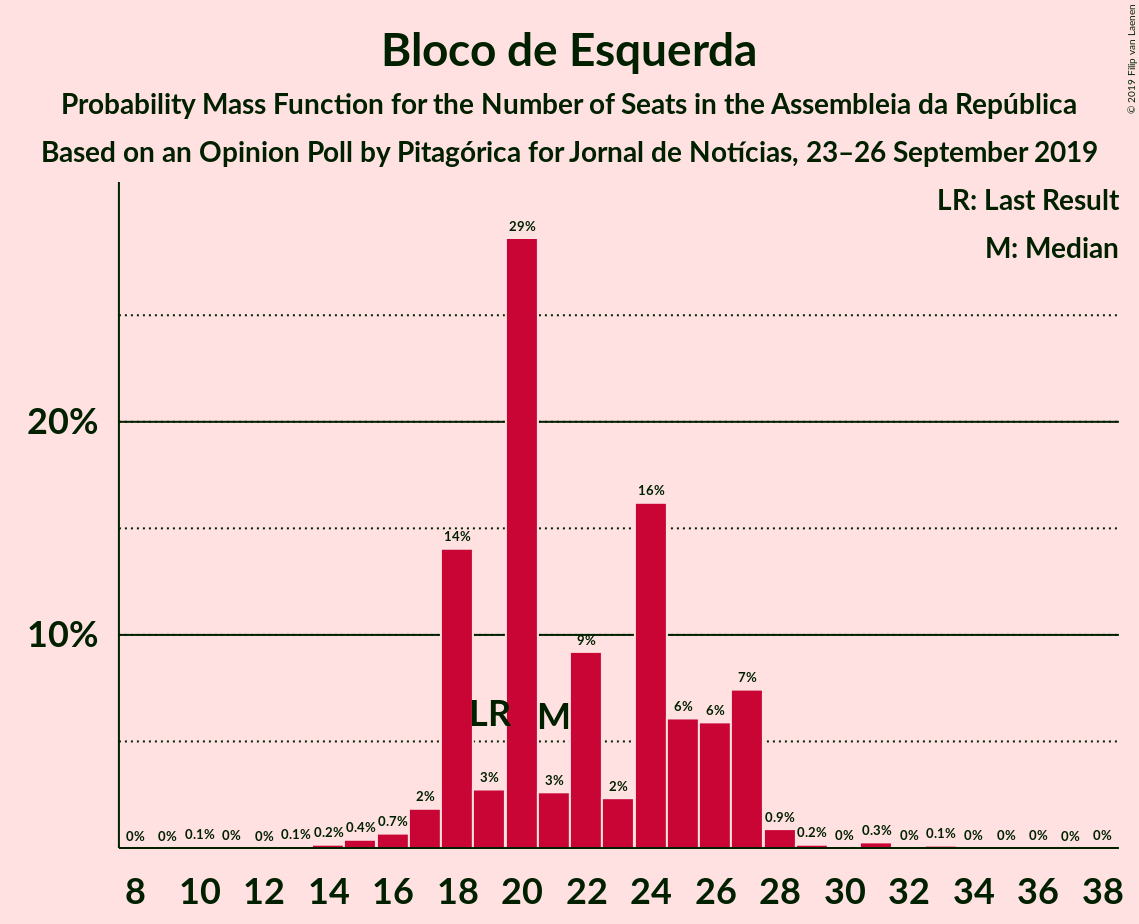 Bloco de Esquerda
Probability Mass Function for the Number of Seats in the Assembleia da República
Based on an Opinion Poll by Pitagórica for Jornal de Notícias, 23–26 September 2019
© 2019 Filip van Laenen
LR: Last Result
M: Median
29%
20%
16%
14%
10%
9%
7%
LR
M
6%
6%
3%
3%
2%
2%
0% 0% 0.1% 0% 0% 0.1% 0.2% 0.4% 0.7% 0.9% 0.2% 0% 0.3% 0% 0.1% 0% 0% 0% 0% 0%
8 10 12 14 16 18 20 22 24 26 28 30 32 34 36 38